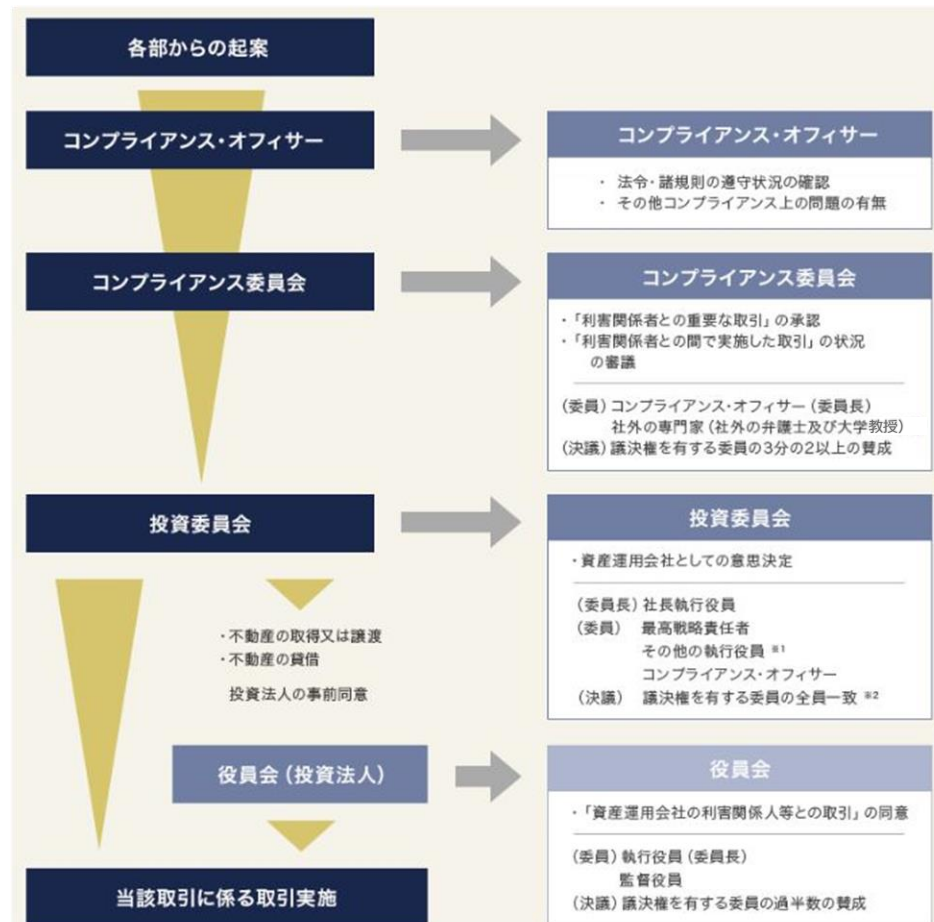 各部からの起案
コンプライアンス・オフィサー
コンプライアンス・オフィサー
・ 法令・諸規則の遵守状況の確認
・ その他コンプライアンス上の問題の有無
コンプライアンス委員会
コンプライアンス委員会
・「利害関係者との重要な取引」の承認
・「利害関係者との間で実施した取引」の状況
の審議
(委員) コンプライアンス・オフィサー (委員長)
社外の専門家 (社外の弁護士及び大学教授)
(決議) 議決権を有する委員の3分の2以上の賛成
投資委員会
投資委員会
・資産運用会社としての意思決定
(委員長) 社長執行役員
(委員) 最高戦略責任者
その他の執行役員 ※1
コンプライアンス・オフィサー
(決議) 議決権を有する委員の全員一致 ※2
・不動産の取得又は譲渡
・不動産の貸借
投資法人の事前同意
役員会 (投資法人)
役員会
・「資産運用会社の利害関係人等との取引」の同意
(委員) 執行役員 (委員長)
監督役員
(決議) 議決権を有する委員の過半数の賛成
当該取引に係る取引実施